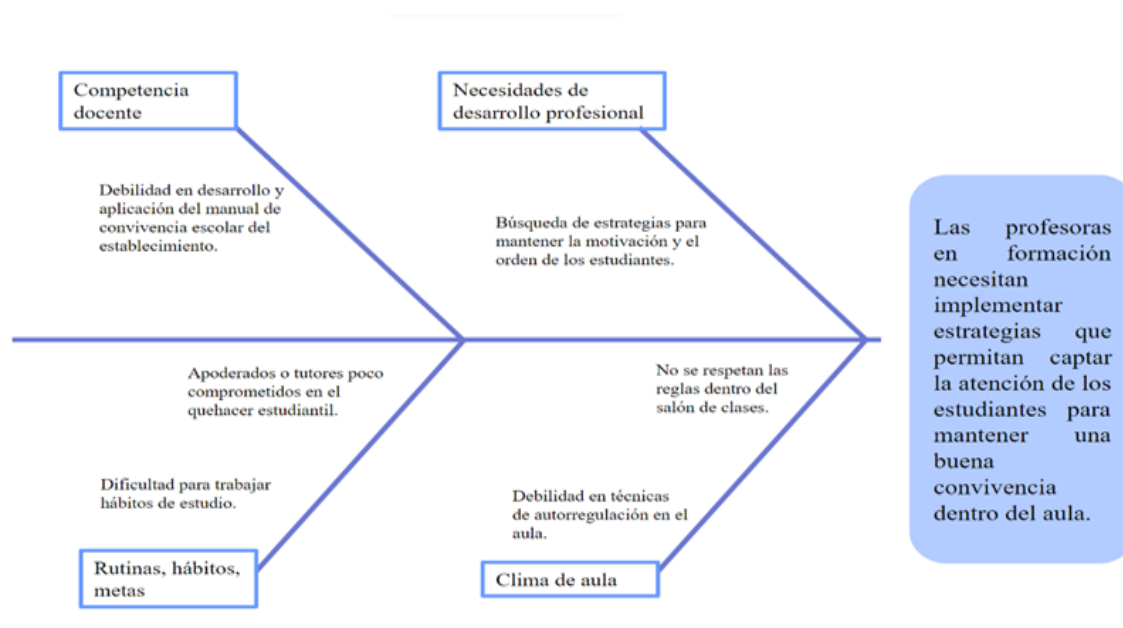 Competencia
docente
Necesidades de
desarrollo profesional
Debilidad en desarrollo y
aplicación del manual de
convivencia escolar del
establecimiento.
Búsqueda de estrategias para
mantener la motivación y el
orden de los estudiantes.
Apoderados o tutores poco
comprometidos en el
quehacer estudiantil.
No se respetan las
reglas dentro del
salón de clases.
Dificultad para trabajar
hábitos de estudio.
Debilidad en técnicas
de autorregulación en el
aula.
Rutinas, hábitos,
metas
Clima de aula
Las profesoras
en formación
necesitan
implementar
estrategias que
permitan captar
la atención de los
estudiantes para
mantener una
buena
convivencia
dentro del aula.